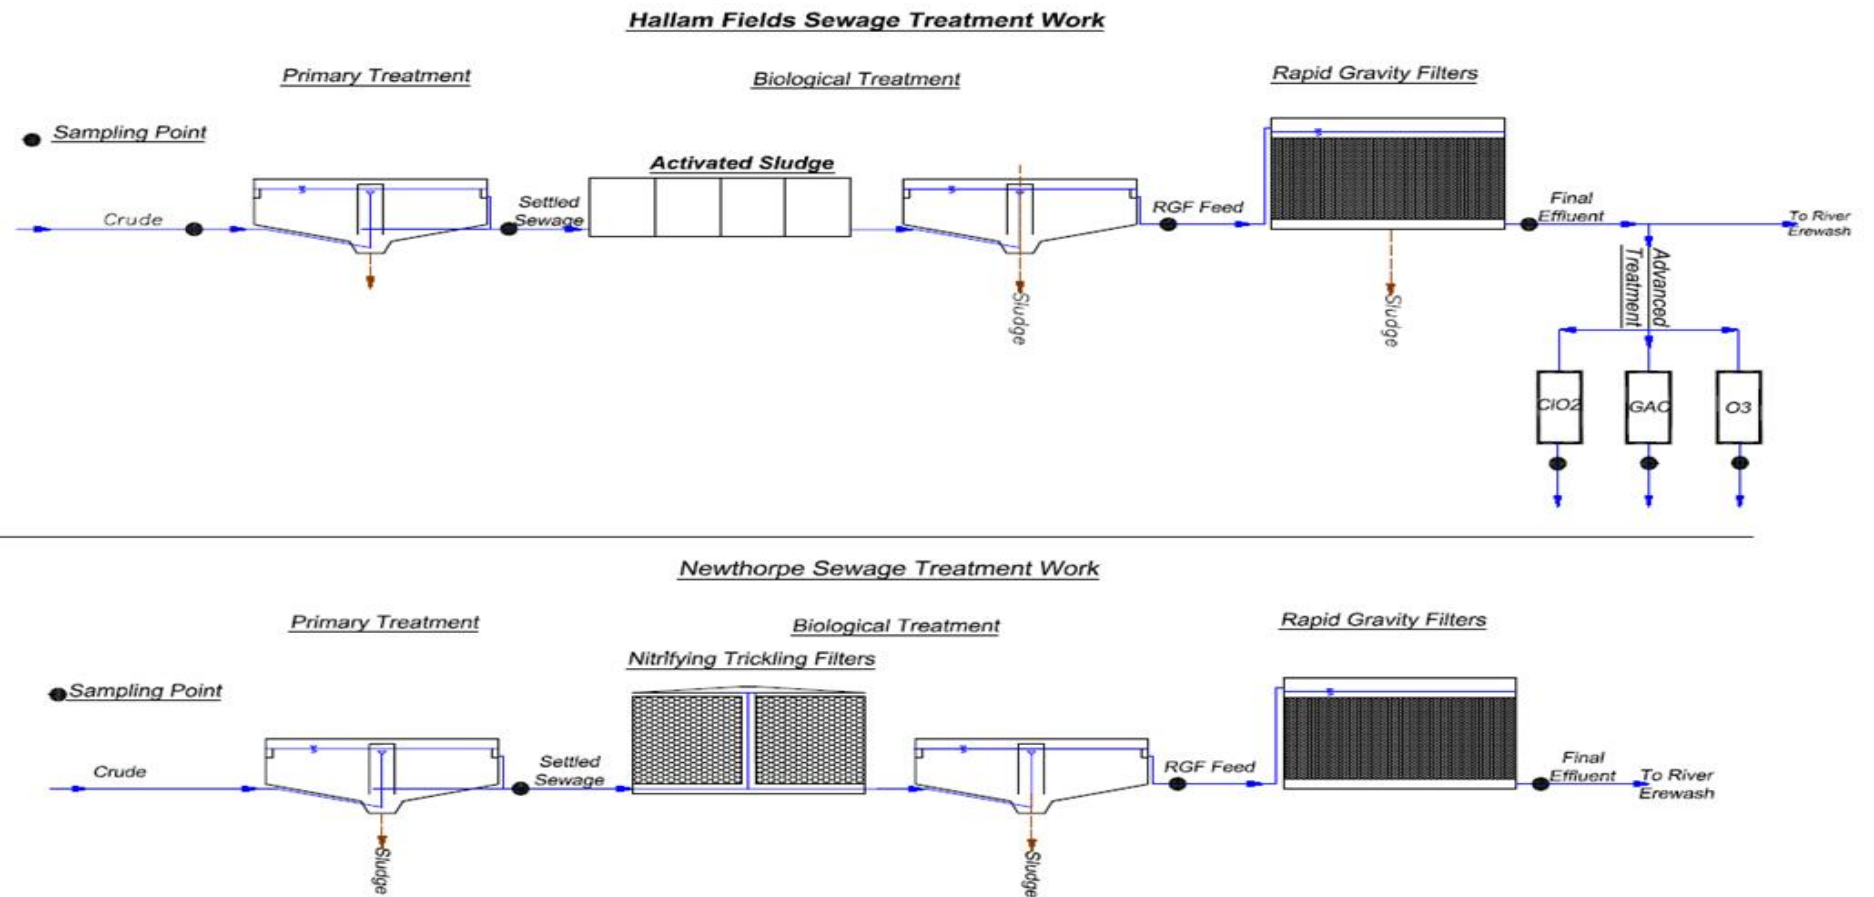 Hallam Fields Sewage Treatment Work
Primary Treatment
Biological Treatment
Rapid Gravity Filters
Sampling Point
Activated Sludge
Crude
Settled
Sewage
RGF Feed
Final
Effluent
To River
Erewash
Sludge
Sludge
Advanced
Treatment
ClO2
GAC
O3
Newthorpe Sewage Treatment Work
Primary Treatment
Biological Treatment
Rapid Gravity Filters
Nitrifying Trickling Filters
Sampling Point
Crude
Settled
Sewage
RGF Feed
Final
Effluent
To River
Erewash
Sludge
Sludge